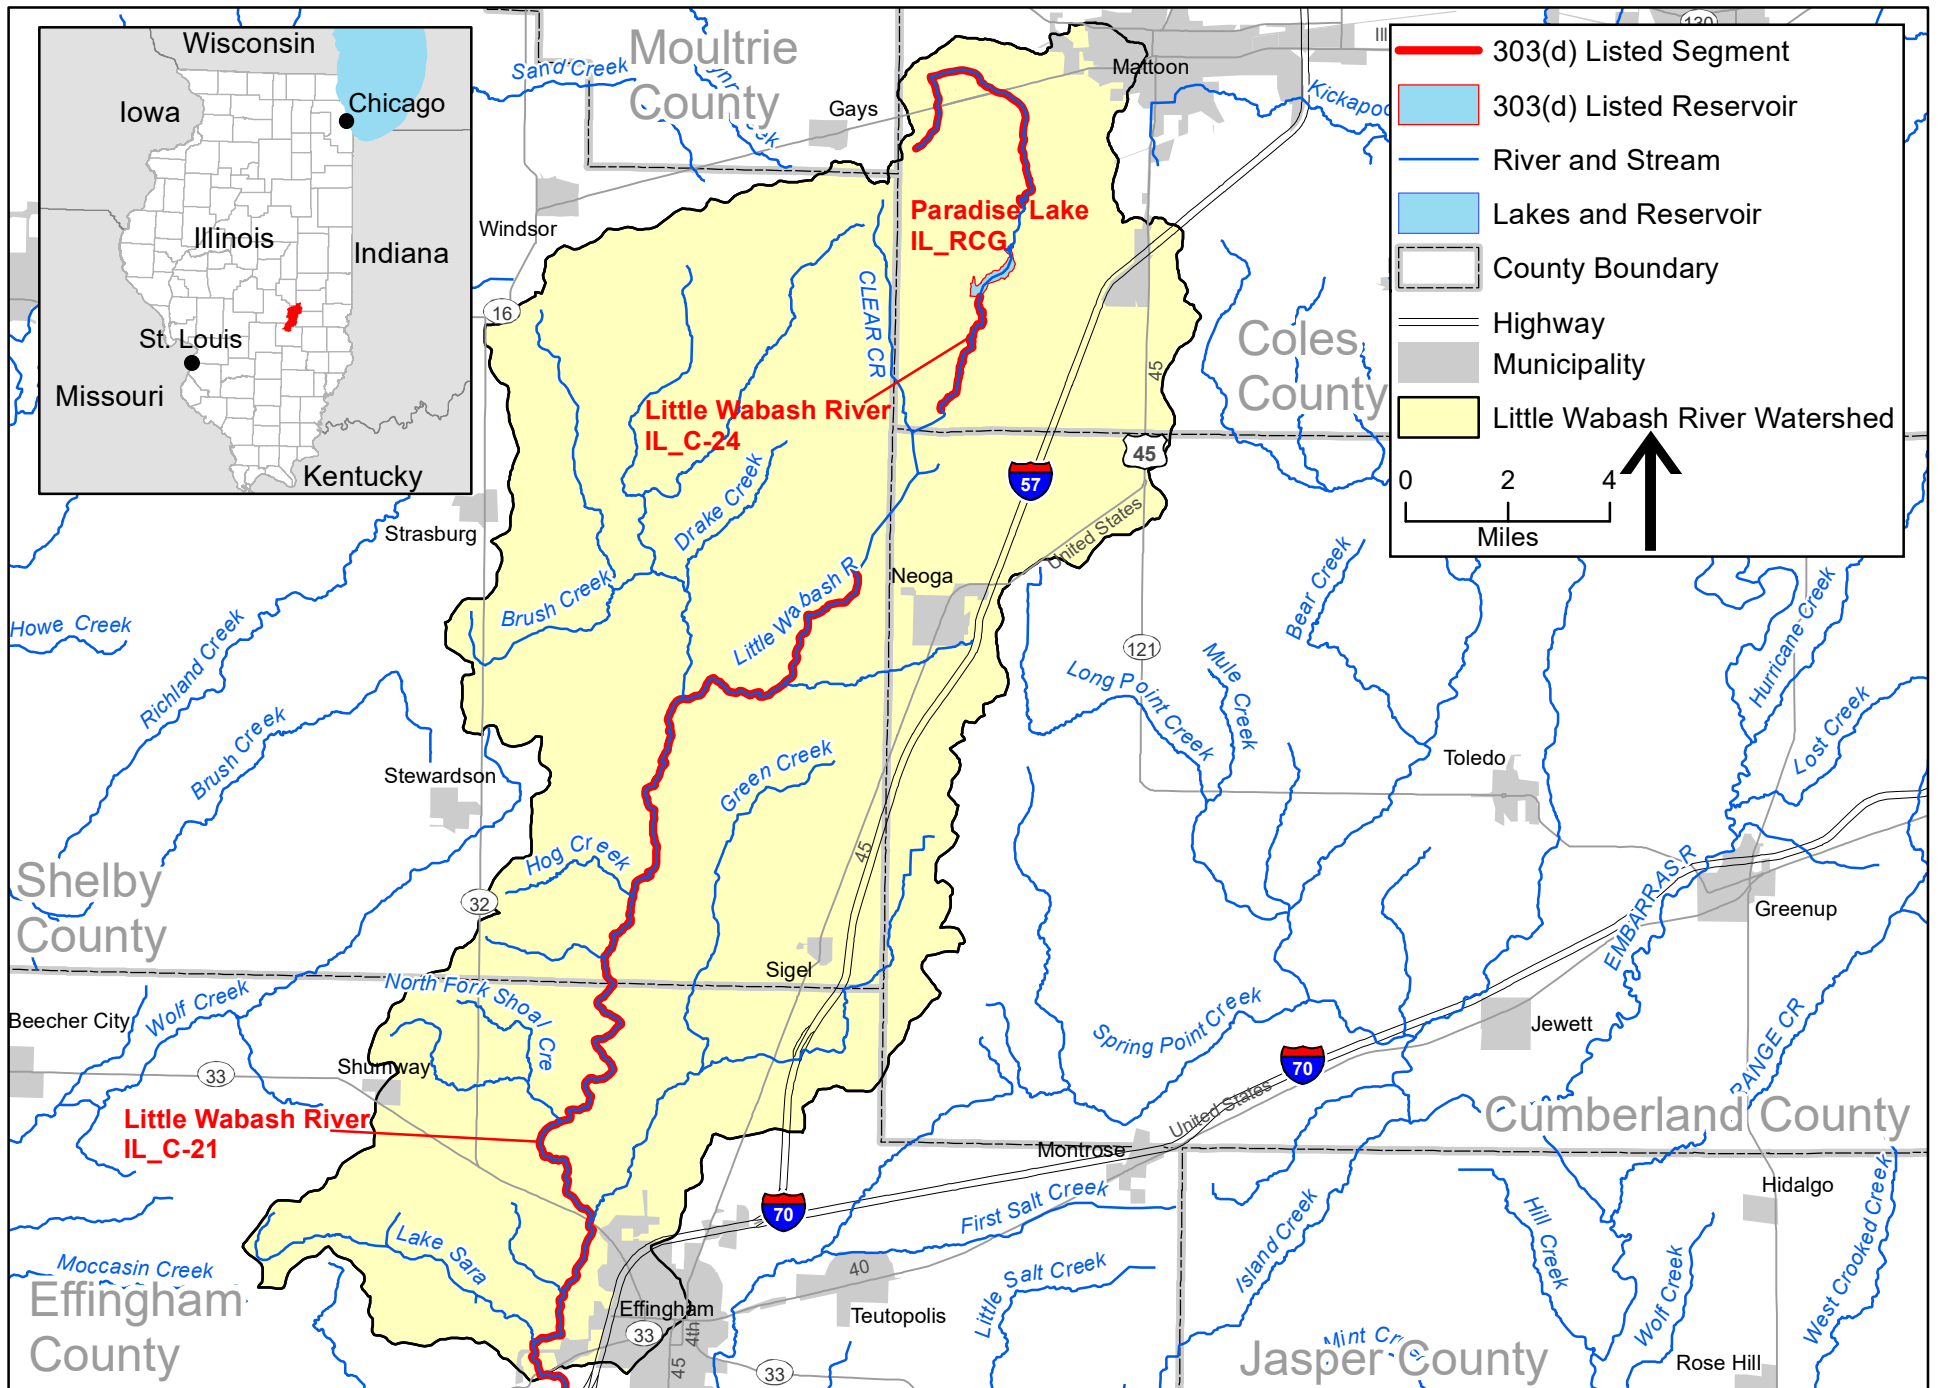 Wisconsin
Iowa
Chicago
Illinois
Indiana
St. Louis
Missouri
Kentucky
Moultrie
County
Sand Creek
Mattoon
Gays
Windsor
Kickapoo
130
303(d) Listed Segment
303(d) Listed Reservoir
River and Stream
Lakes and Reservoir
County Boundary
Highway
Municipality
Little Wabash River Watershed
0 2 4
Miles
Paradise Lake
IL_RCG
CLEAR CR
16
Coles
County
45
Little Wabash River
IL_C-24
45
57
United States
Drake Creek
Strasburg
Neoga
Little Wabash R
Brush Creek
Howe Creek
Richland Creek
Brush Creek
Bear Creek
121
Mule Creek
Long Point Creek
Hurricane Creek
Lost Creek
Toledo
Stewardson
Green Creek
Hog Creek
45
Shelby
County
32
EMBARRAS R
Greenup
Sigel
North Fork Shoal Cre
Wolf Creek
Beecher City
Spring Point Creek
Jewett
Shumway
33
70
United States
RANGE CR
Cumberland County
Little Wabash River
IL_C-21
Montrose
70
First Salt Creek
Hidalgo
Lake Sara
Moccasin Creek
Island Creek
Hill Creek
Wolf Creek
West Crooked Creek
Little Salt Creek
40
Effingham
County
Effingham
33
4th
45
Teutopolis
33
Jasper County
Rose Hill